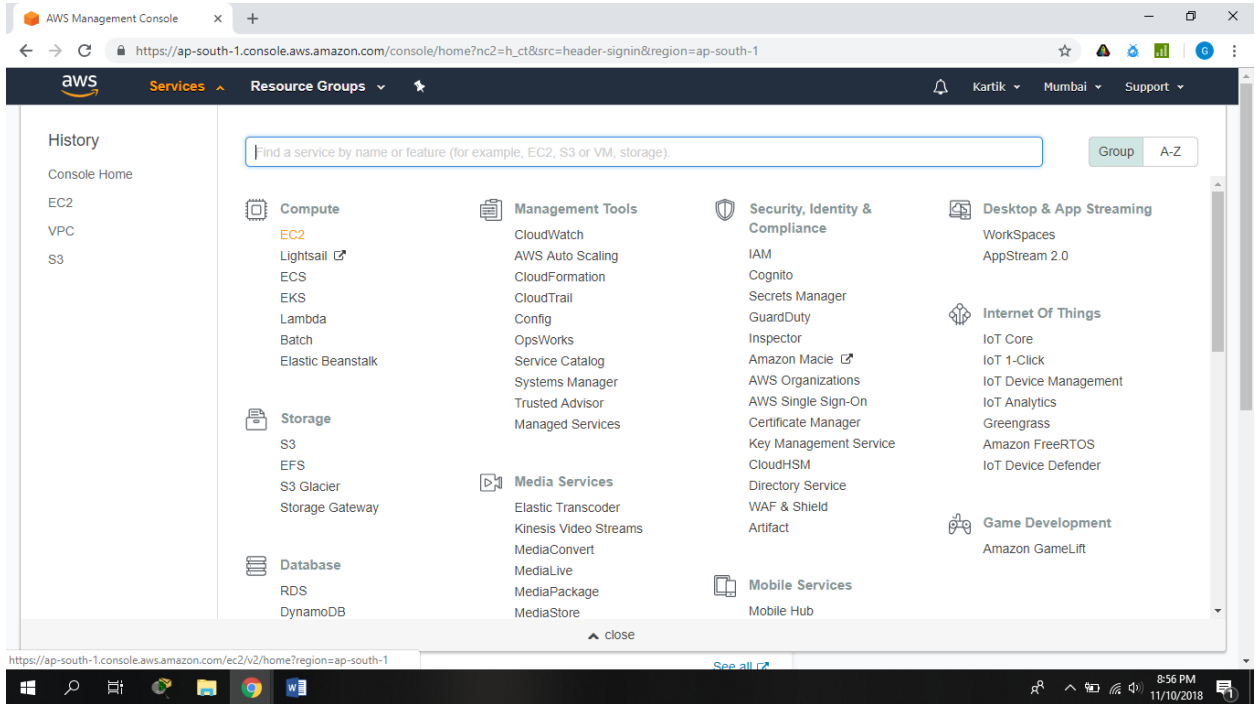 AWS Management Console
https://ap-south-1.console.aws.amazon.com/console/home?nc2=h_ct&src=header-signin&region=ap-south-1
G
aws
Services
Resource Groups
Kartik
Mumbai
Support
History
Console Home
EC2
VPC
S3
Find a service by name or feature (for example, EC2, S3 or VM, storage).
Group
A-Z
Compute
EC2
Lightsail
ECS
EKS
Lambda
Batch
Elastic Beanstalk
Storage
S3
EFS
S3 Glacier
Storage Gateway
Database
RDS
DynamoDB
Management Tools
CloudWatch
AWS Auto Scaling
CloudFormation
CloudTrail
Config
OpsWorks
Service Catalog
Systems Manager
Trusted Advisor
Managed Services
Media Services
Elastic Transcoder
Kinesis Video Streams
MediaConvert
MediaLive
MediaPackage
MediaStore
Security, Identity &
Compliance
IAM
Cognito
Secrets Manager
GuardDuty
Inspector
Amazon Macie
AWS Organizations
AWS Single Sign-On
Certificate Manager
Key Management Service
CloudHSM
Directory Service
WAF & Shield
Artifact
Mobile Services
Mobile Hub
Desktop & App Streaming
WorkSpaces
AppStream 2.0
Internet Of Things
IoT Core
IoT 1-Click
IoT Device Management
IoT Analytics
Greengrass
Amazon FreeRTOS
IoT Device Defender
Game Development
Amazon GameLift
close
See all
https://ap-south-1.console.aws.amazon.com/ec2/v2/home?region=ap-south-1
8:56 PM
11/10/2018
1